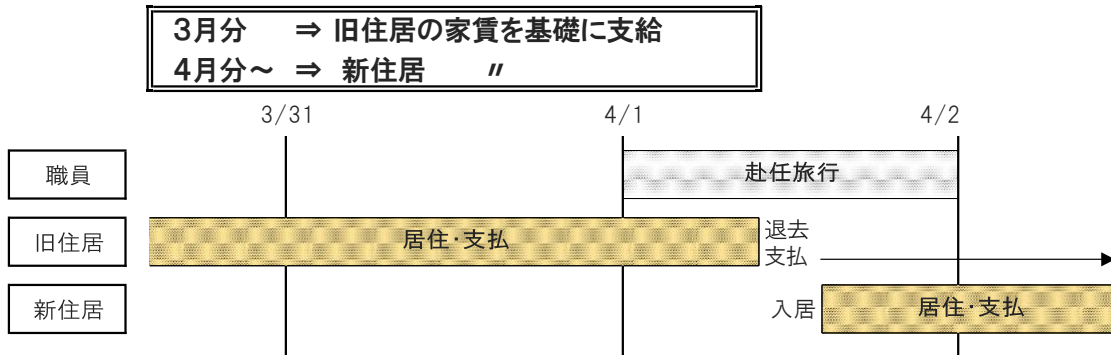 3月分 ⇒ 旧住居の家賃を基礎に支給
4月分～ ⇒ 新住居 〃
3/31 4/1 4/2
職員 赴任旅行
旧住居 居住・支払 退去
支払
新住居 入居 居住・支払